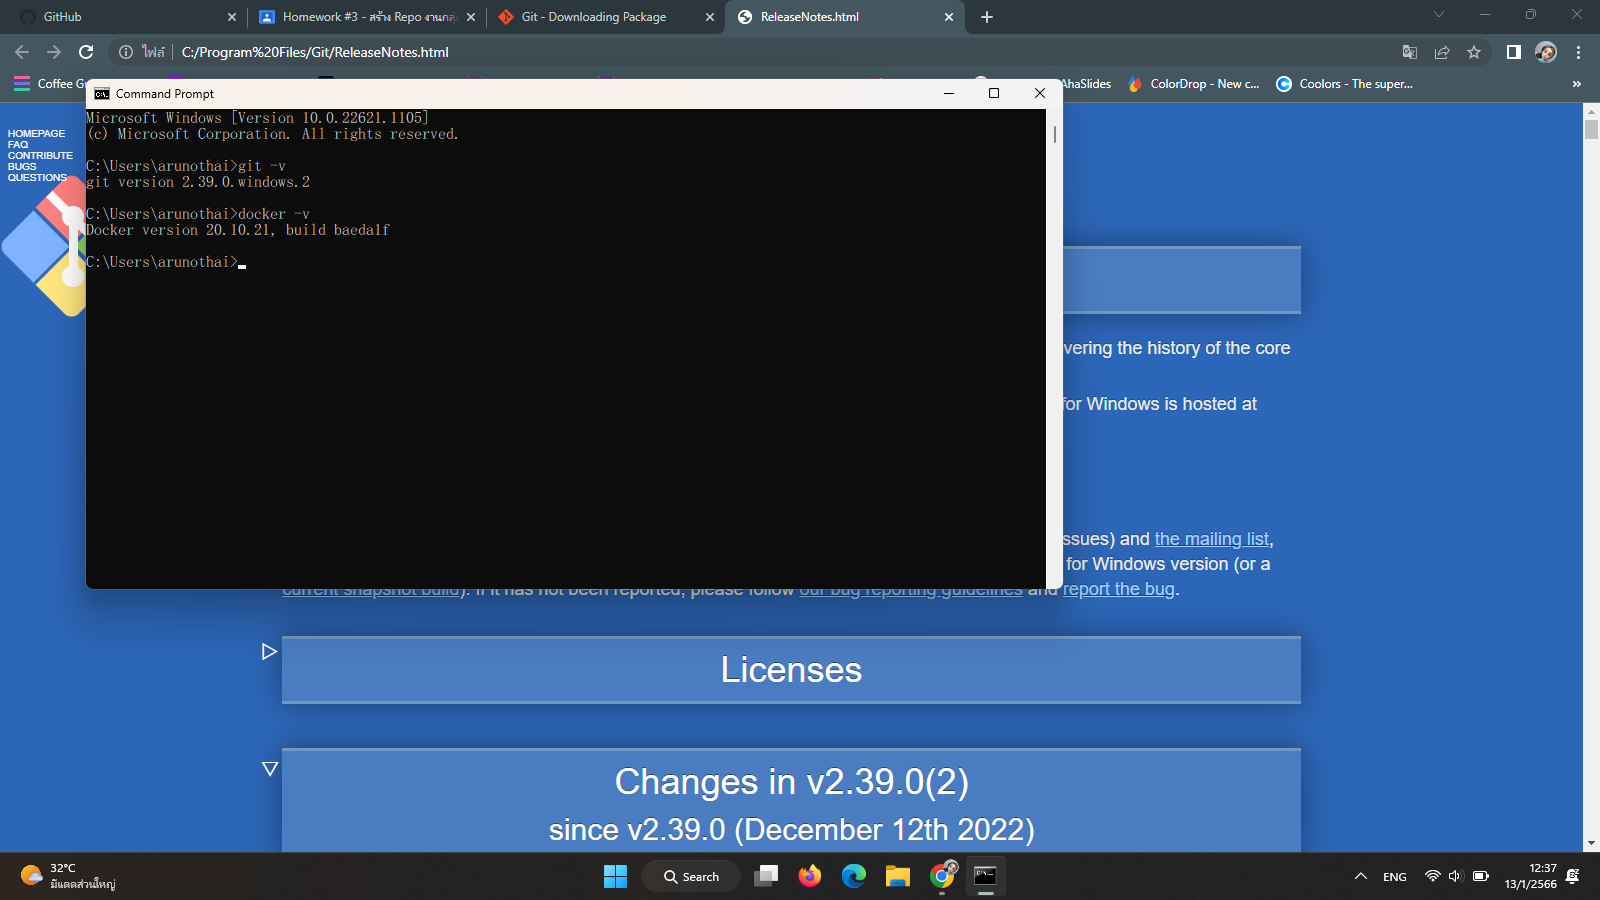 GitHub
Homework #3 - สร้าง Repo งานกลุ่
Git - Downloading Package
ReleaseNotes.html
ไฟล์
C:/Program%20Files/Git/ReleaseNotes.html
Coffee G
AhaSlides
ColorDrop - New c...
Coolors - The super...
»
Command Prompt
HOMEPAGE
FAQ
CONTRIBUTE
BUGS
QUESTIONS
Microsoft Windows [Version 10.0.22621.1105]
(c) Microsoft Corporation. All rights reserved.
C:\Users\arunothai>git -v
git version 2.39.0.windows.2
C:\Users\arunothai>docker -v
Docker version 20.10.21, build baeda1f
C:\Users\arunothai>
vering the history of the core
for Windows is hosted at
ssues) and the mailing list,
for Windows version (or a
current snapshot build). If it has not been reported, please follow our bug reporting guidelines and report the bug.
Licenses
Changes in v2.39.0(2)
since v2.39.0 (December 12th 2022)
32°C
มีแดดส่วนใหญ่
Search
ENG
12:37
13/1/2566